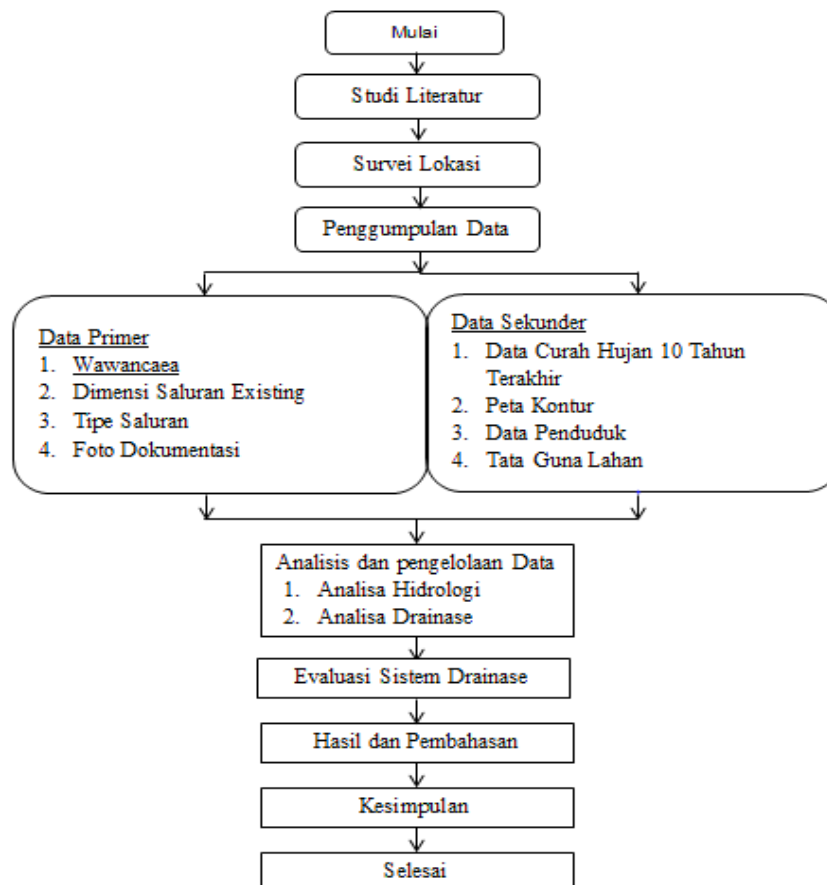 Mulai
Studi Literatur
Survei Lokasi
Penggumpulan Data
Data Primer
1. Wawancaea
2. Dimensi Saluran Existing
3. Tipe Saluran
4. Foto Dokumentasi
Data Sekunder
1. Data Curah Hujan 10 Tahun
Terakhir
2. Peta Kontur
3. Data Penduduk
4. Tata Guna Lahan
Analisis dan pengelolaan Data
1. Analisa Hidrologi
2. Analisa Drainase
Evaluasi Sistem Drainase
Hasil dan Pembahasan
Kesimpulan
Selesai